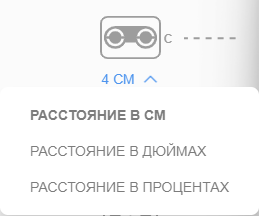 С
4 СМ
РАССТОЯНИЕ В СМ
РАССТОЯНИЕ В ДЮЙМАХ
РАССТОЯНИЕ В ПРОЦЕНТАХ